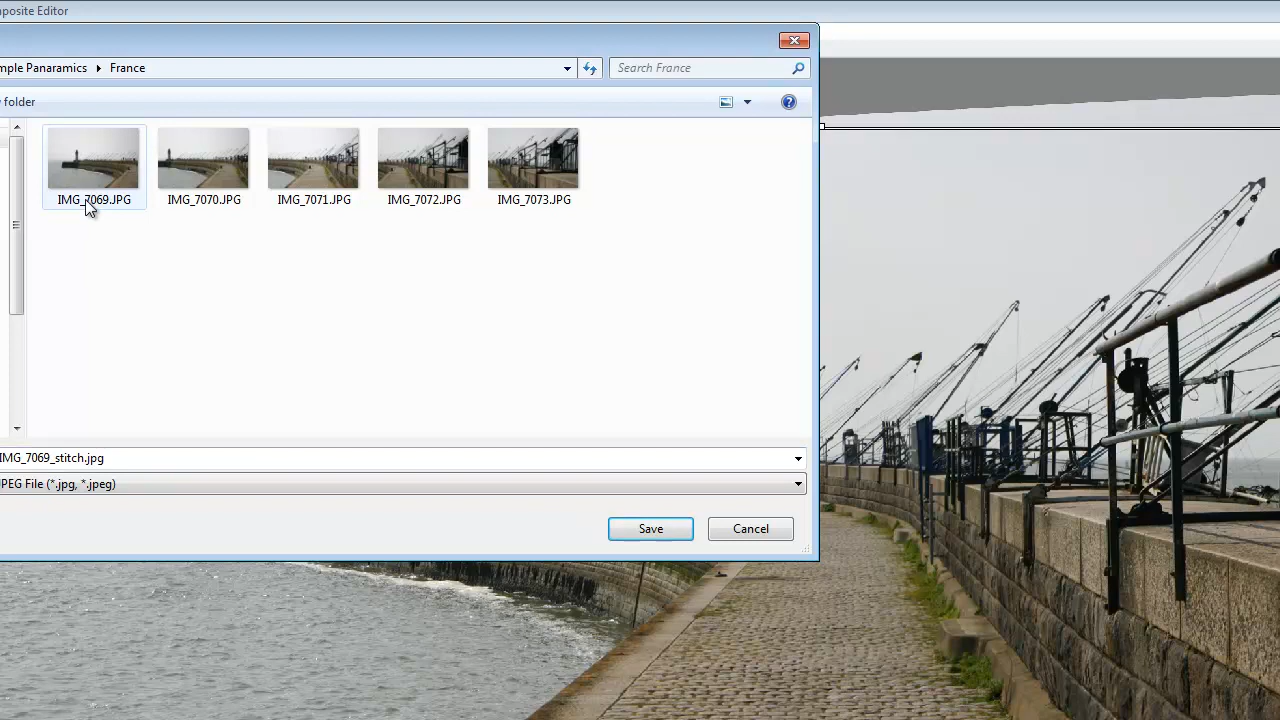 posite Editor
mple Panaramics
France
Search France
folder
IMG_7069.JPG
IMG_7070.JPG
IMG_7071.JPG
IMG_7072.JPG
IMG_7073.JPG
IMG_7069_stitch.jpg
PEG File (*.jpg, *.jpeg)
Save
Cancel